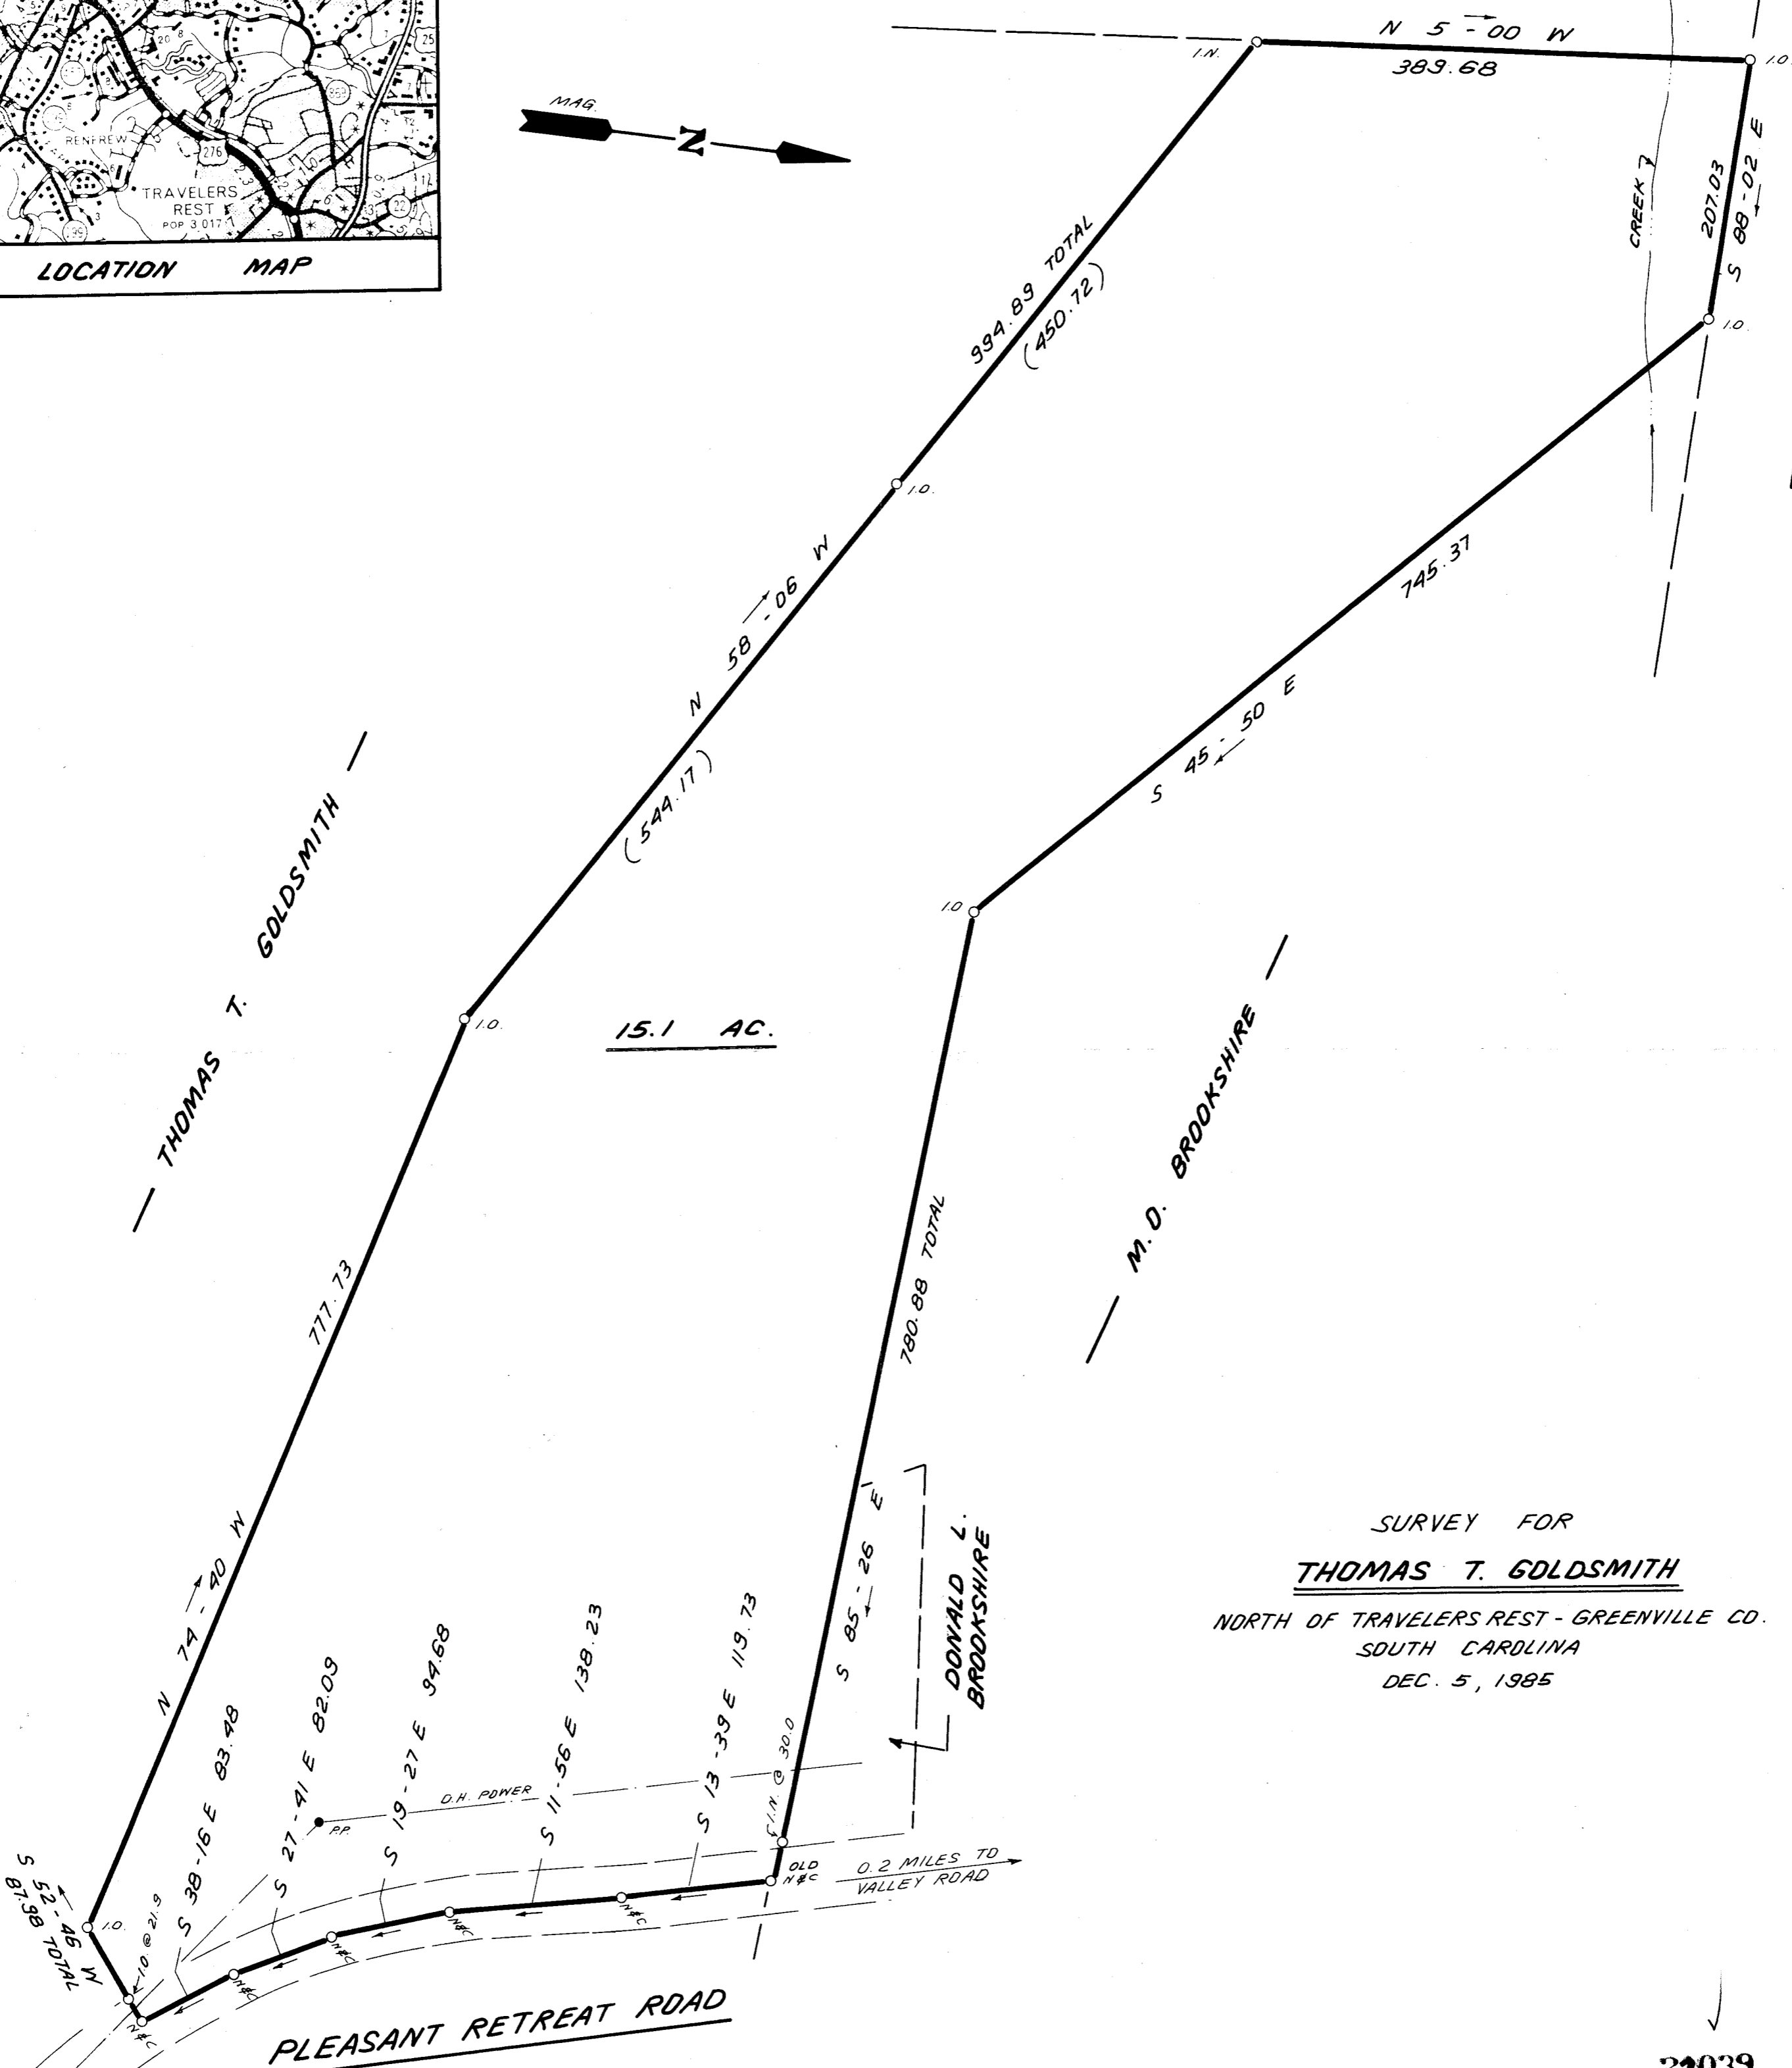 RENFREW
276
TRAVELERS
REST
POP 3,017
25
22
LOCATION MAP
MAG.
N
N 5-00 W
389.68
I.N.
I.O.
S 88-02 E
207.03
CREEK
I.O.
994.89 TOTAL
(450.72)
I.O.
N 58-06 W
(544.17)
745.37
S 45-50 E
I.O
I.O.
THOMAS T. GOLDSMITH
15.1 AC.
M. D. BROOKSHIRE
777.73
N 74-40 W
780.88 TOTAL
S 85-26 E
DONALD L.
BROOKSHIRE
S 38-16 E 83.48
S 27-41 E 82.09
S 19-27 E 94.68
S 11-56 E 138.23
S 13-39 E 119.73
O.H. POWER
P.P.
I.N. @ 30.0
OLD
N&C
0.2 MILES TO
VALLEY ROAD
N&C
N&C
N&C
N&C
N&C
I.O.
I.O. @ 21.9
S 52-46 W
87.98 TOTAL
PLEASANT RETREAT ROAD
SURVEY FOR
THOMAS T. GOLDSMITH
NORTH OF TRAVELERS REST - GREENVILLE CO.
SOUTH CAROLINA
DEC. 5, 1985